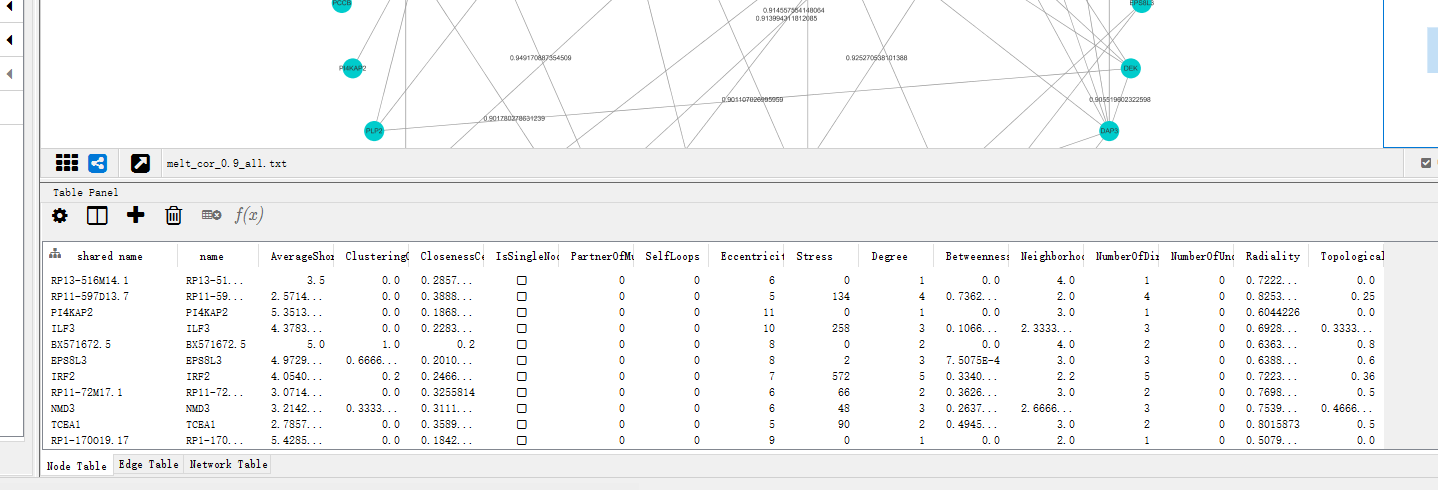 PCCB
EPS8L3
0.914557584148064
0.913994311812085
0.949170887354509
0.925270538101388
PI4KAP2
DEK
0.901107026995959
0.905519602322598
0.901780278631239
PLP2
DAP3
melt_cor_0.9_all.txt
Table Panel
f(x)
shared name name AverageShor ClusteringC ClosenessCe IsSingleNod PartnerOfMu SelfLoops Eccentricit Stress Degree Betweenness Neighborhoo NumberOfDir NumberOfUnd Radiality Topological
RP13-516M14.1 RP13-51... 3.5 0.0 0.2857... 0 0 6 0 1 0.0 4.0 1 0 0.7222... 0.0
RP11-597D13.7 RP11-59... 2.5714... 0.0 0.3888... 0 0 5 134 4 0.7362... 2.0 4 0 0.8253... 0.25
PI4KAP2 PI4KAP2 5.3513... 0.0 0.1868... 0 0 11 0 1 0.0 3.0 1 0 0.6044226 0.0
ILF3 ILF3 4.3783... 0.0 0.2283... 0 0 10 258 3 0.1066... 2.3333... 3 0 0.6928... 0.3333...
BX571672.5 BX571672.5 5.0 1.0 0.2 0 0 8 0 2 0.0 4.0 2 0 0.6363... 0.8
EPS8L3 EPS8L3 4.9729... 0.6666... 0.2010... 0 0 8 2 3 7.5075E-4 3.0 3 0 0.6388... 0.6
IRF2 IRF2 4.0540... 0.2 0.2466... 0 0 7 572 5 0.3340... 2.2 5 0 0.7223... 0.36
RP11-72M17.1 RP11-72... 3.0714... 0.0 0.3255814 0 0 6 66 2 0.3626... 3.0 2 0 0.7698... 0.5
NMD3 NMD3 3.2142... 0.3333... 0.3111... 0 0 6 48 3 0.2637... 2.6666... 3 0 0.7539... 0.4666...
TCEA1 TCEA1 2.7857... 0.0 0.3589... 0 0 5 90 2 0.4945... 3.0 2 0 0.8015873 0.5
RP1-170O19.17 RP1-170... 5.4285... 0.0 0.1842... 0 0 9 0 1 0.0 2.0 1 0 0.5079... 0.0
Node Table Edge Table Network Table